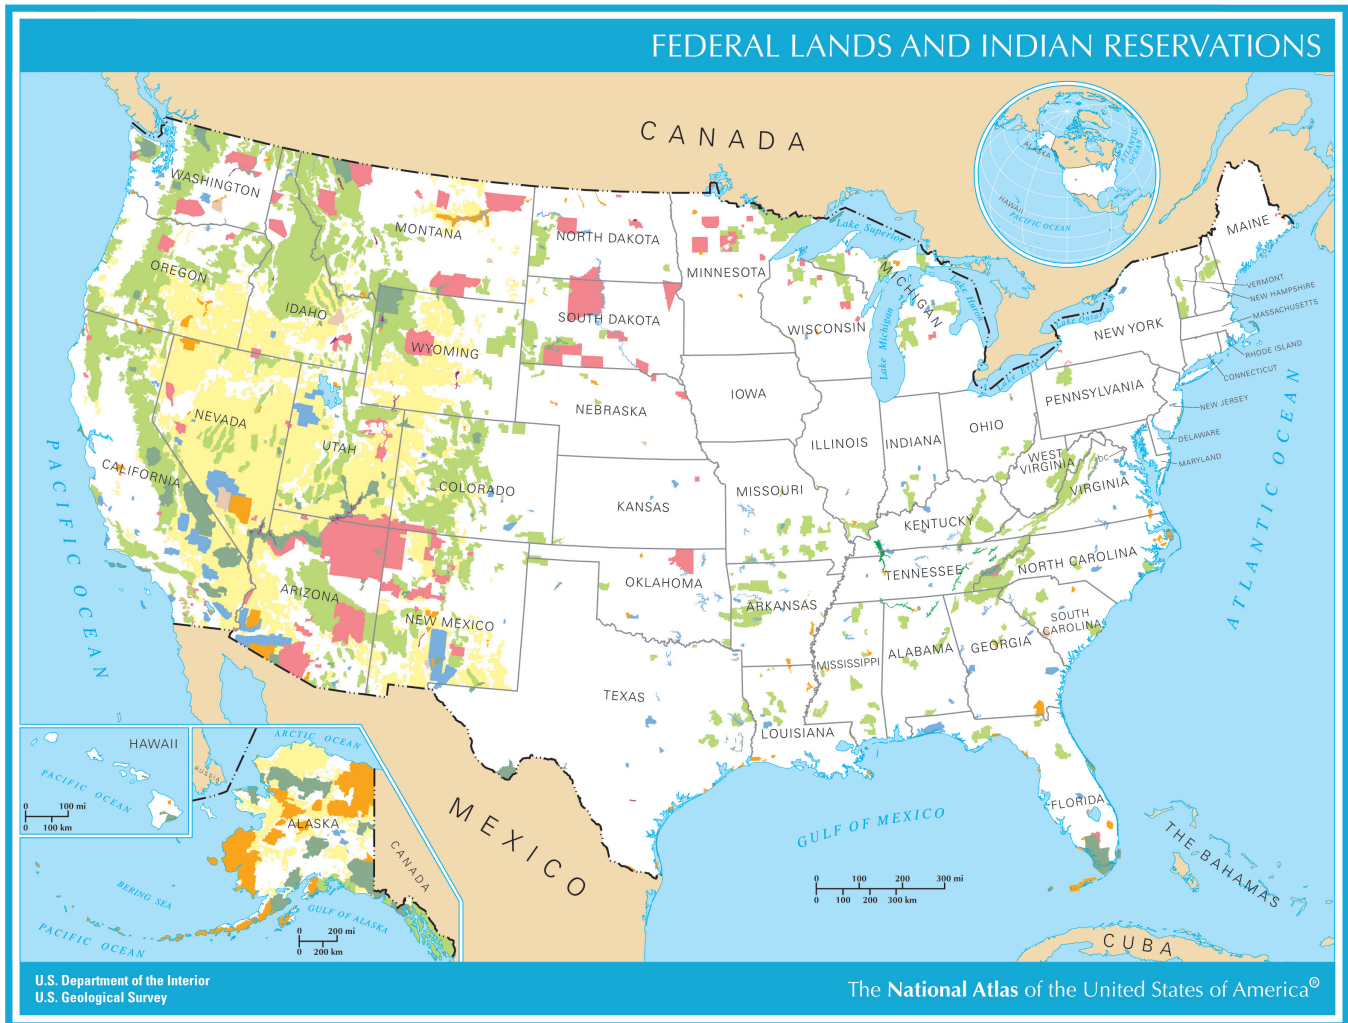 FEDERAL LANDS AND INDIAN RESERVATIONS
CANADA
ALASKA
ATLANTIC OCEAN
HAWAII
PACIFIC OCEAN
WASHINGTON
MONTANA
NORTH DAKOTA
MINNESOTA
Lake Superior
MICHIGAN
Lake Huron
Lake Michigan
Lake Ontario
Lake Erie
MAINE
VERMONT
NEW HAMPSHIRE
MASSACHUSETTS
RHODE ISLAND
CONNECTICUT
NEW JERSEY
DELAWARE
MARYLAND
DC
OREGON
IDAHO
WYOMING
SOUTH DAKOTA
WISCONSIN
NEW YORK
PENNSYLVANIA
IOWA
NEBRASKA
NEVADA
UTAH
CALIFORNIA
COLORADO
KANSAS
MISSOURI
ILLINOIS
INDIANA
OHIO
WEST
VIRGINIA
VIRGINIA
KENTUCKY
TENNESSEE
NORTH CAROLINA
SOUTH
CAROLINA
ARIZONA
NEW MEXICO
OKLAHOMA
ARKANSAS
MISSISSIPPI
ALABAMA
GEORGIA
TEXAS
LOUISIANA
FLORIDA
PACIFIC OCEAN
ATLANTIC OCEAN
GULF OF MEXICO
MEXICO
THE BAHAMAS
CUBA
0 100 200 300 mi
0 100 200 300 km
HAWAII
PACIFIC OCEAN
0 100 mi
0 100 km
ARCTIC OCEAN
RUSSIA
ALASKA
CANADA
BERING SEA
GULF OF ALASKA
PACIFIC OCEAN
0 200 mi
0 200 km
U.S. Department of the Interior
U.S. Geological Survey
The National Atlas of the United States of America®